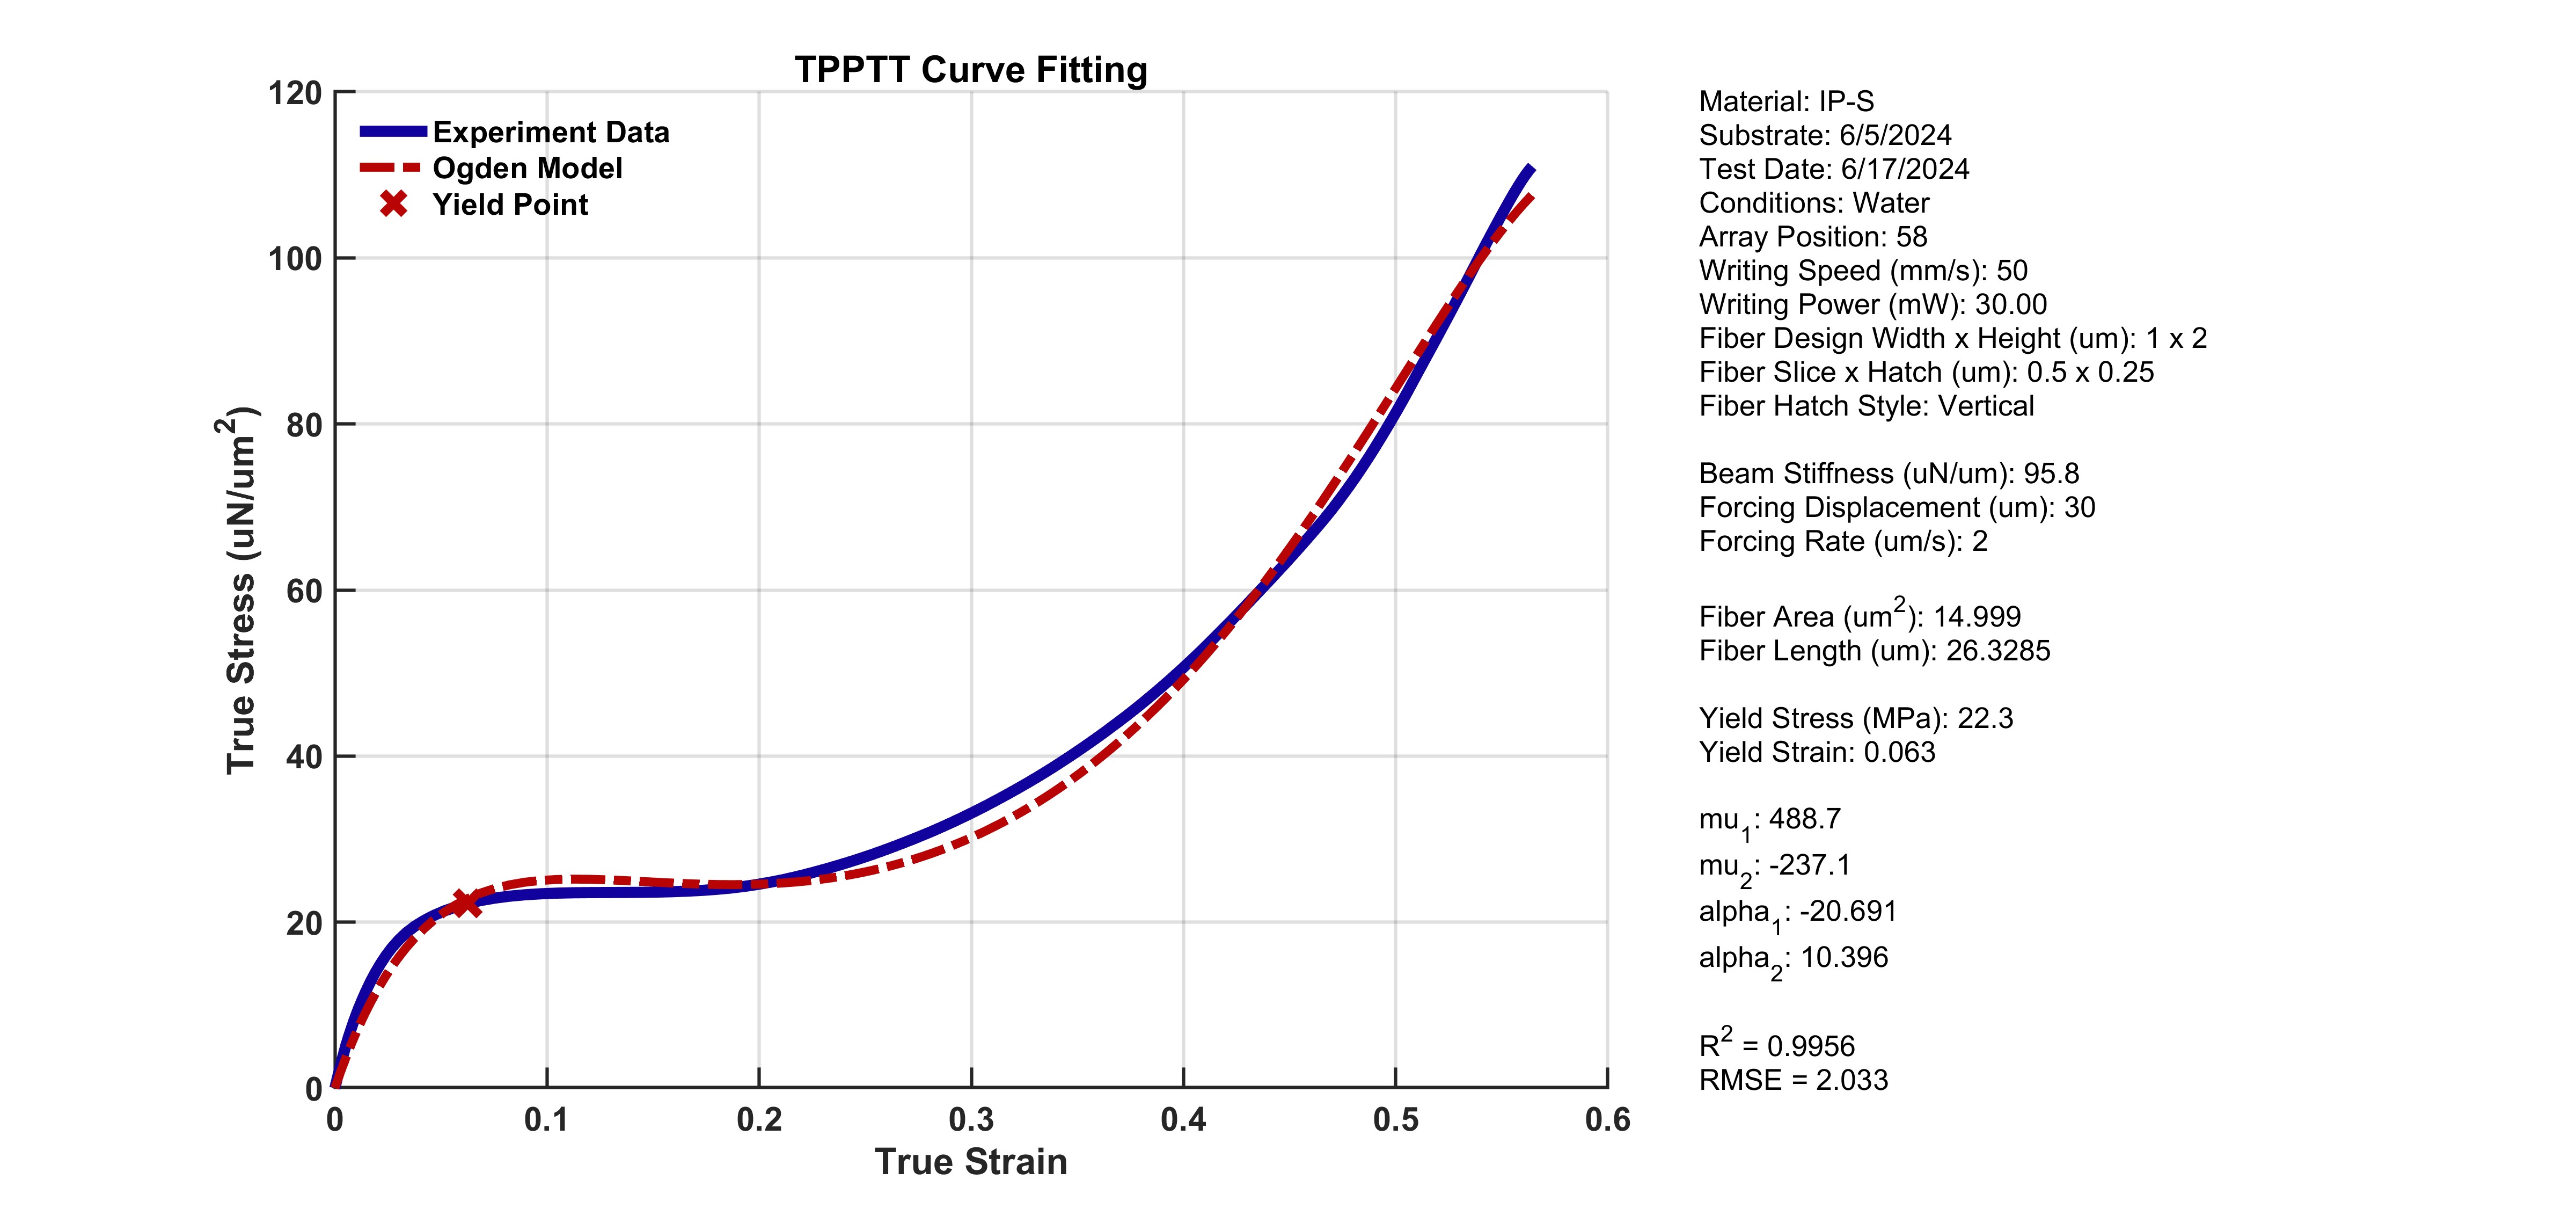 TPPTT Curve Fitting
120
100
80
60
40
20
0
True Stress (uN/um²)
Experiment Data
Ogden Model
Yield Point
0 0.1 0.2 0.3 0.4 0.5 0.6
True Strain
Material: IP-S
Substrate: 6/5/2024
Test Date: 6/17/2024
Conditions: Water
Array Position: 58
Writing Speed (mm/s): 50
Writing Power (mW): 30.00
Fiber Design Width x Height (um): 1 x 2
Fiber Slice x Hatch (um): 0.5 x 0.25
Fiber Hatch Style: Vertical
Beam Stiffness (uN/um): 95.8
Forcing Displacement (um): 30
Forcing Rate (um/s): 2
Fiber Area (um²): 14.999
Fiber Length (um): 26.3285
Yield Stress (MPa): 22.3
Yield Strain: 0.063
mu₁: 488.7
mu₂: -237.1
alpha₁: -20.691
alpha₂: 10.396
R² = 0.9956
RMSE = 2.033